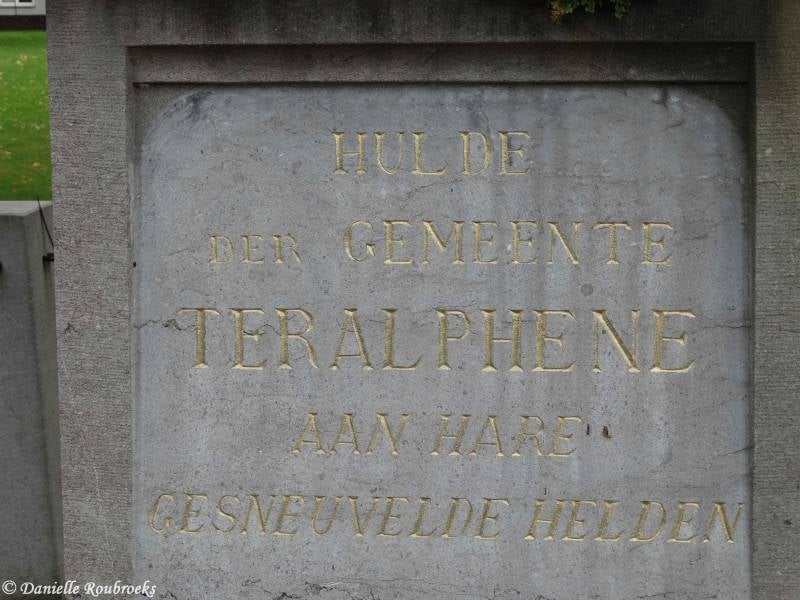 HULDE
DER GEMEENTE
TERALPHENE
AAN HARE
GESNEUVELDE HELDEN
© Danielle Roubroeks